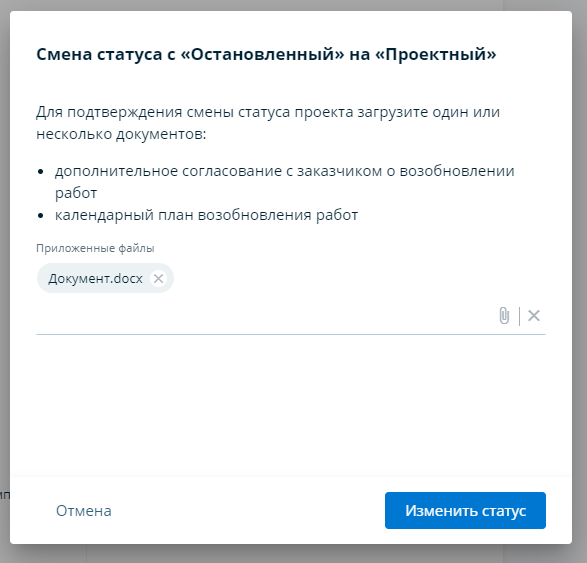 Смена статуса с «Остановленный» на «Проектный»
Для подтверждения смены статуса проекта загрузите один или
несколько документов:
• дополнительное согласование с заказчиком о возобновлении
работ
• календарный план возобновления работ
Приложенные файлы
Документ.docx
Отмена
Изменить статус